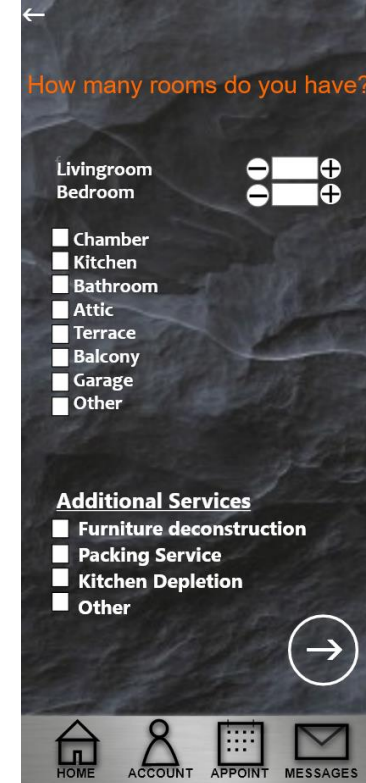 How many rooms do you have?
Livingroom
Bedroom
Chamber
Kitchen
Bathroom
Attic
Terrace
Balcony
Garage
Other
Additional Services
Furniture deconstruction
Packing Service
Kitchen Depletion
Other
HOME ACCOUNT APPOINT MESSAGES